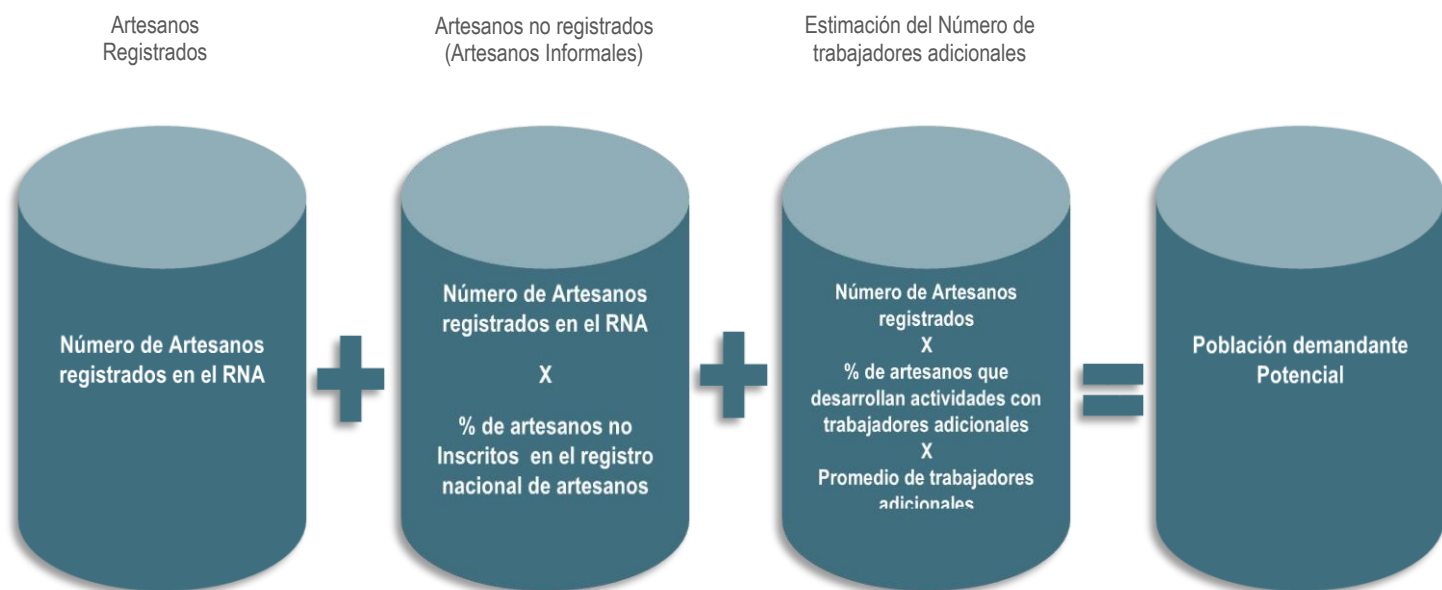 Artesanos
Registrados
Artesanos no registrados
(Artesanos Informales)
Estimación del Número de
trabajadores adicionales
Número de Artesanos
registrados en el RNA
Número de Artesanos
registrados en el RNA
X
% de artesanos no
Inscritos en el registro
nacional de artesanos
Número de Artesanos
registrados
X
% de artesanos que
desarrollan actividades con
trabajadores adicionales
X
Promedio de trabajadores
adicionales
Población demandante
Potencial